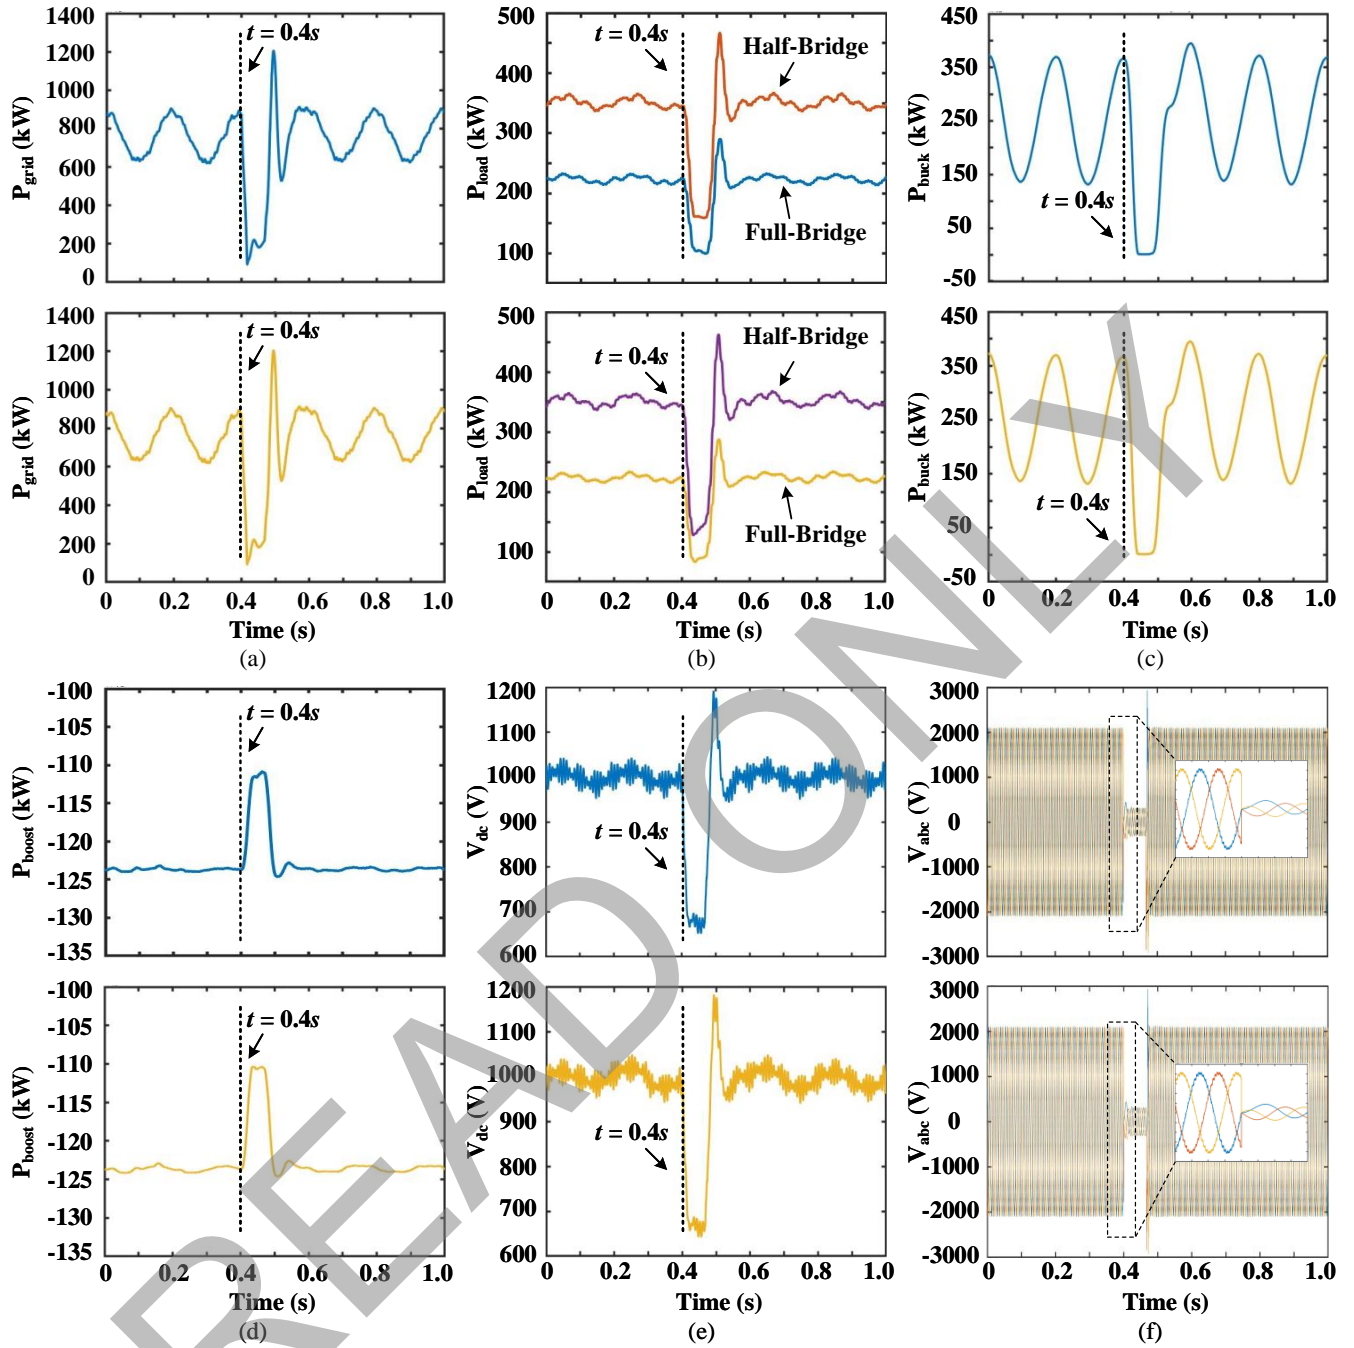 1400
1200
1000
800
600
400
200
0
P_grid (kW)
t = 0.4s
500
400
300
200
100
P_load (kW)
t = 0.4s
Half-Bridge
Full-Bridge
450
350
250
150
50
-50
P_buck (kW)
t = 0.4s
1400
1200
1000
800
600
400
200
0
P_grid (kW)
t = 0.4s
0 0.2 0.4 0.6 0.8 1.0
Time (s)
(a)
500
400
300
200
100
P_load (kW)
t = 0.4s
Half-Bridge
Full-Bridge
0 0.2 0.4 0.6 0.8 1.0
Time (s)
(b)
450
350
250
150
50
-50
P_buck (kW)
t = 0.4s
0 0.2 0.4 0.6 0.8 1.0
Time (s)
(c)
-100
-105
-110
-115
-120
-125
-130
-135
P_boost (kW)
t = 0.4s
1200
1100
1000
900
800
700
600
V_dc (V)
t = 0.4s
3000
2000
1000
0
-1000
-2000
-3000
V_abc (V)
-100
-105
-110
-115
-120
-125
-130
-135
P_boost (kW)
t = 0.4s
0 0.2 0.4 0.6 0.8 1.0
Time (s)
(d)
1200
1100
1000
900
800
700
600
V_dc (V)
t = 0.4s
0 0.2 0.4 0.6 0.8 1.0
Time (s)
(e)
3000
2000
1000
0
-1000
-2000
-3000
V_abc (V)
0 0.2 0.4 0.6 0.8 1.0
Time (s)
(f)
READ ONLY